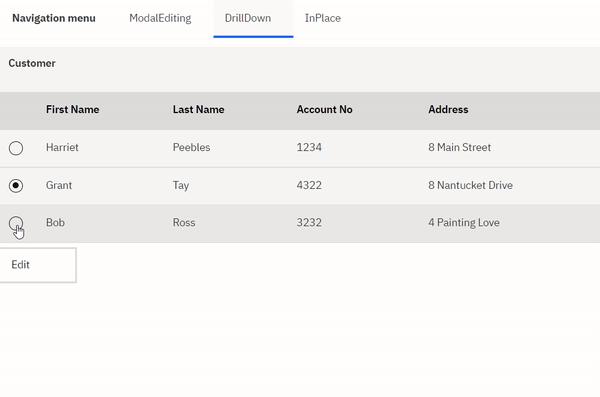 Navigation menu ModalEditing DrillDown InPlace
Customer
First Name Last Name Account No Address
Harriet Peebles 1234 8 Main Street
Grant Tay 4322 8 Nantucket Drive
Bob Ross 3232 4 Painting Love
Edit